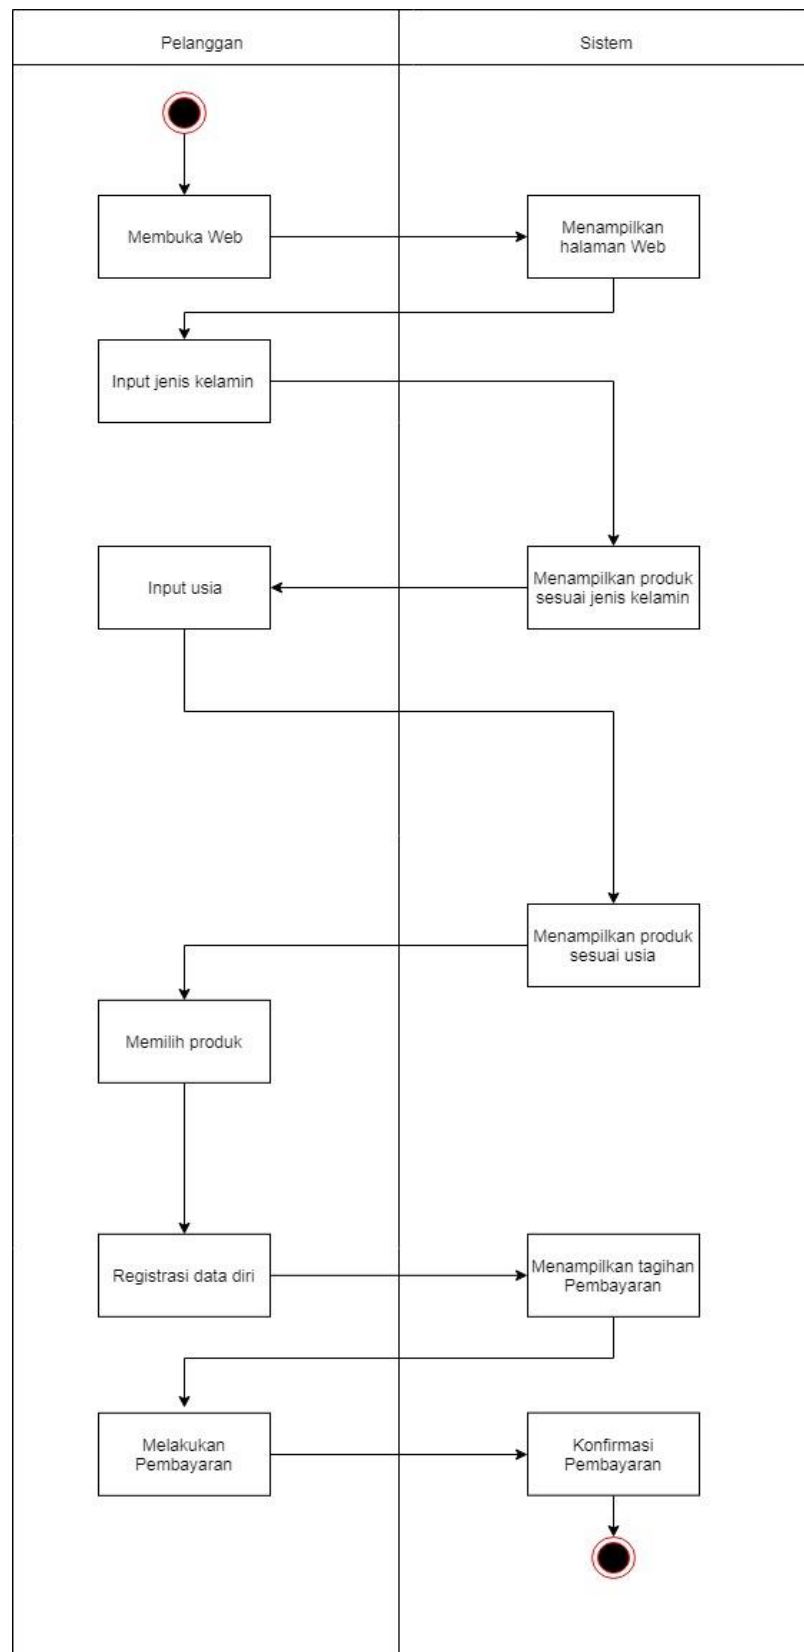 Pelanggan
Sistem
Membuka Web
Menampilkan
halaman Web
Input jenis kelamin
Input usia
Menampilkan produk
sesuai jenis kelamin
Menampilkan produk
sesuai usia
Memilih produk
Registrasi data diri
Menampilkan tagihan
Pembayaran
Melakukan
Pembayaran
Konfirmasi
Pembayaran